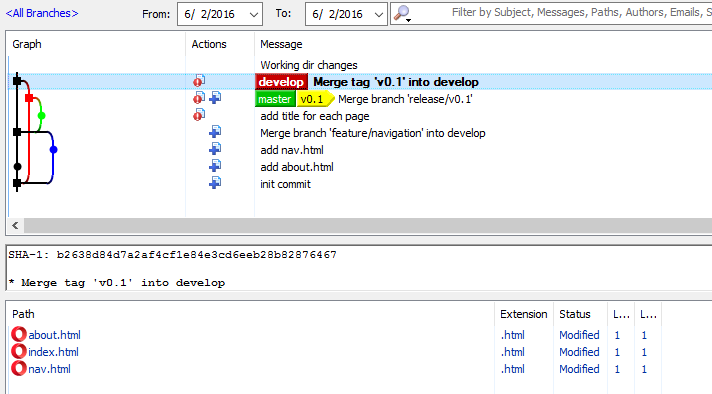 <All Branches> From: 6/ 2/2016 To: 6/ 2/2016 Filter by Subject, Messages, Paths, Authors, Emails, S
Graph Actions Message
Working dir changes
develop Merge tag 'v0.1' into develop
master v0.1 Merge branch 'release/v0.1'
add title for each page
Merge branch 'feature/navigation' into develop
add nav.html
add about.html
init commit
SHA-1: b2638d84d7a2af4cf1e84e3cd6eeb28b82876467
* Merge tag 'v0.1' into develop
Path Extension Status L... L...
about.html .html Modified 1 1
index.html .html Modified 1 1
nav.html .html Modified 1 1